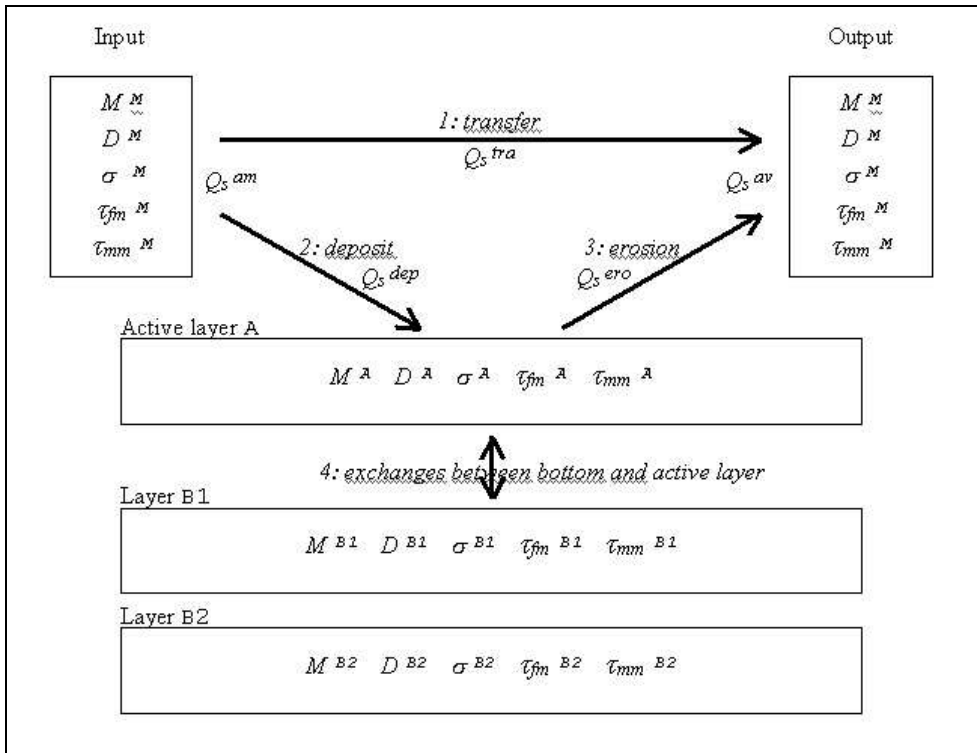 Input
Output
M M
D M
σ M
τfm M
τmm M
Qs am
1: transfer
Qs tra
Qs av
M M
D M
σ M
τfm M
τmm M
2: deposit
Qs dep
3: erosion
Qs ero
Active layer A
M A D A σ A τfm A τmm A
4: exchanges between bottom and active layer
Layer B1
M B1 D B1 σ B1 τfm B1 τmm B1
Layer B2
M B2 D B2 σ B2 τfm B2 τmm B2